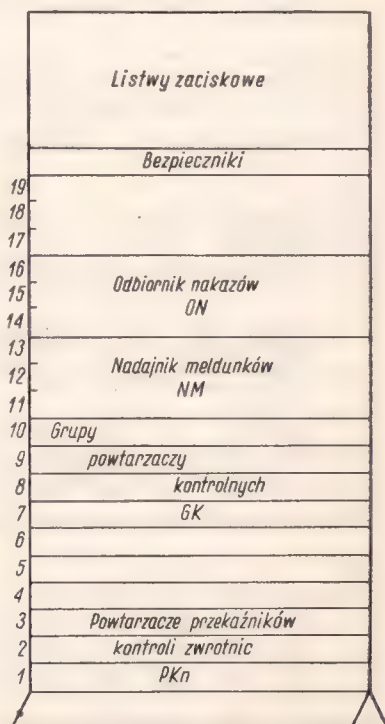 Listwy zaciskowe
Bezpieczniki
19
18
17
16
Odbiornik nakazów
15
ON
14
13
Nadajnik meldunków
12
NM
11
10 Grupy
9 powtarzaczy
8 kontrolnych
7 GK
6
5
4
3 Powtarzacze przekaźników
2 kontroli zwrotnic
1 PKn